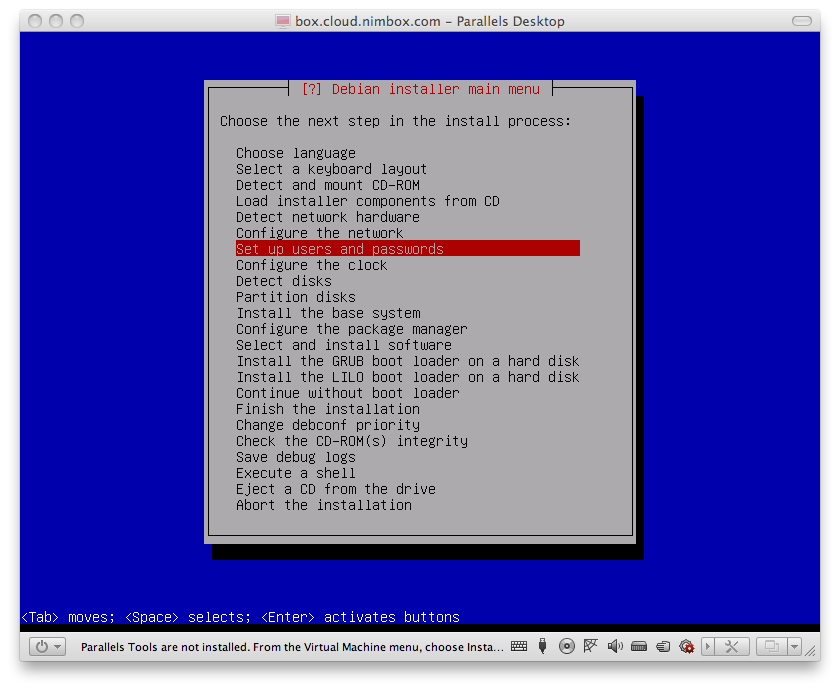 box.cloud.nimbox.com – Parallels Desktop
[?] Debian installer main menu
Choose the next step in the install process:
Choose language
Select a keyboard layout
Detect and mount CD-ROM
Load installer components from CD
Detect network hardware
Configure the network
Set up users and passwords
Configure the clock
Detect disks
Partition disks
Install the base system
Configure the package manager
Select and install software
Install the GRUB boot loader on a hard disk
Install the LILO boot loader on a hard disk
Continue without boot loader
Finish the installation
Change debconf priority
Check the CD-ROM(s) integrity
Save debug logs
Execute a shell
Eject a CD from the drive
Abort the installation
<Tab> moves; <Space> selects; <Enter> activates buttons
Parallels Tools are not installed. From the Virtual Machine menu, choose Insta...